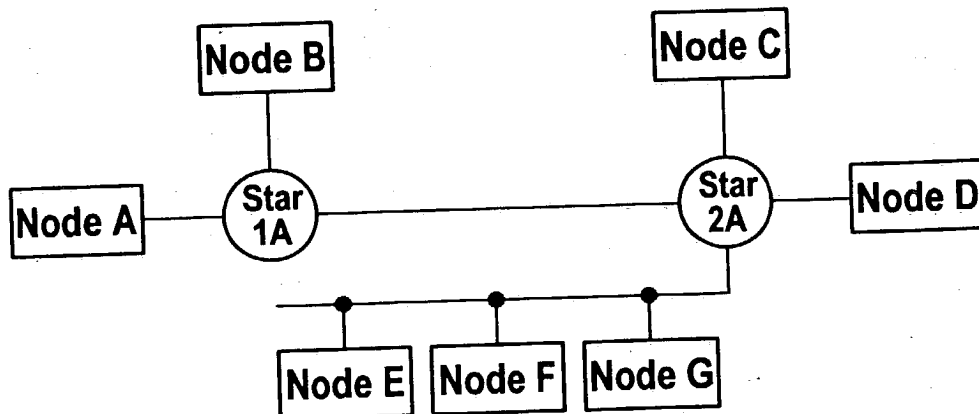 Node B
Node C
Node A
Star
1A
Star
2A
Node D
Node E
Node F
Node G